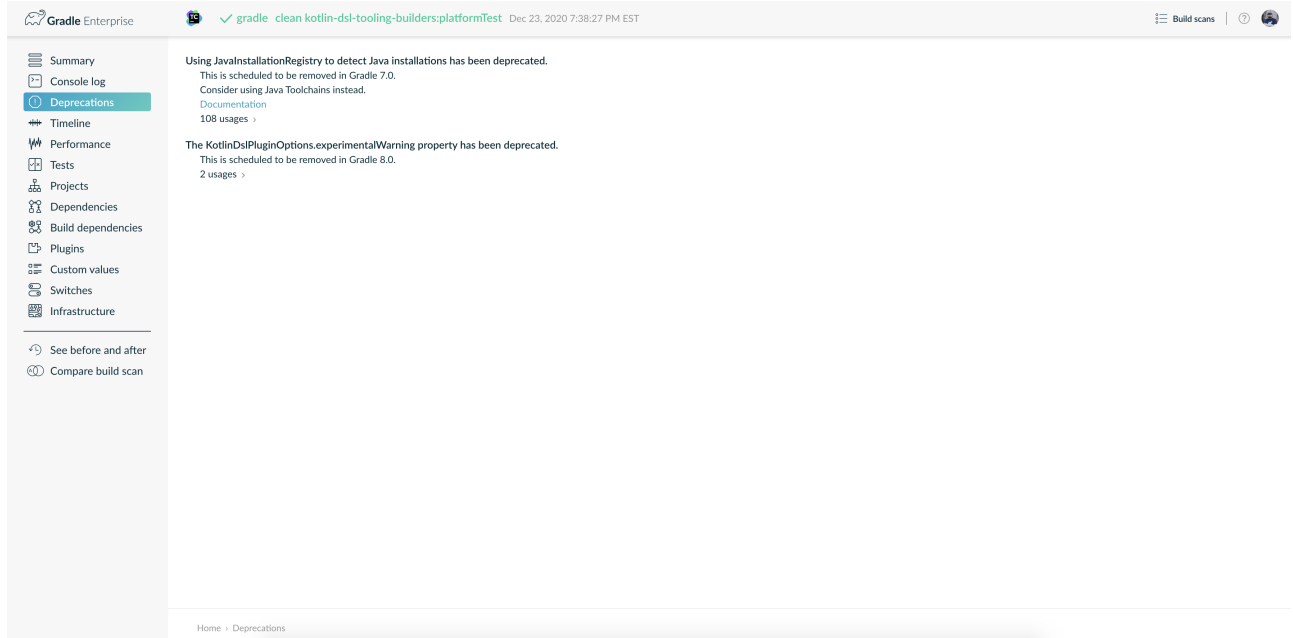 Gradle Enterprise
TC
gradle clean kotlin-dsl-tooling-builders:platformTest Dec 23, 2020 7:38:27 PM EST
Build scans
Summary
Console log
Deprecations
Timeline
Performance
Tests
Projects
Dependencies
Build dependencies
Plugins
Custom values
Switches
Infrastructure
See before and after
Compare build scan
Using JavaInstallationRegistry to detect Java installations has been deprecated.
This is scheduled to be removed in Gradle 7.0.
Consider using Java Toolchains instead.
Documentation
108 usages ›
The KotlinDslPluginOptions.experimentalWarning property has been deprecated.
This is scheduled to be removed in Gradle 8.0.
2 usages ›
Home › Deprecations